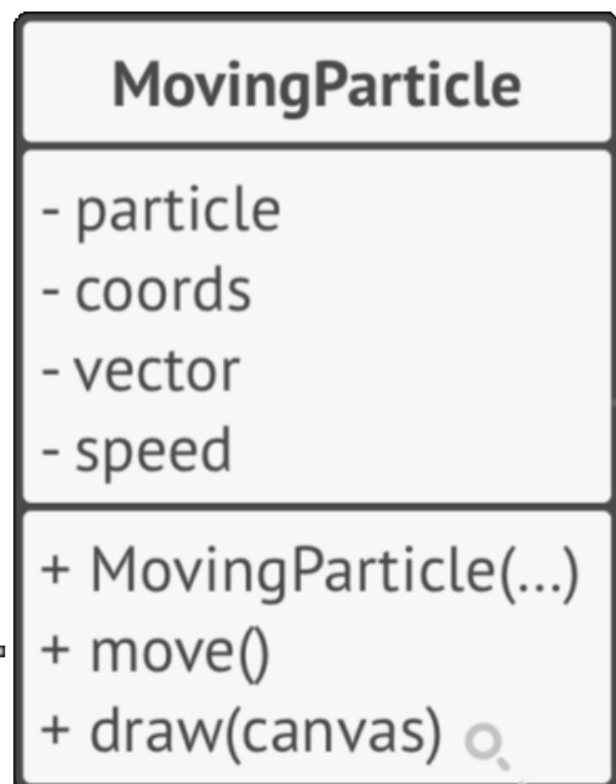 MovingParticle
- particle
- coords
- vector
- speed
+ MovingParticle(...)
+ move()
+ draw(canvas)